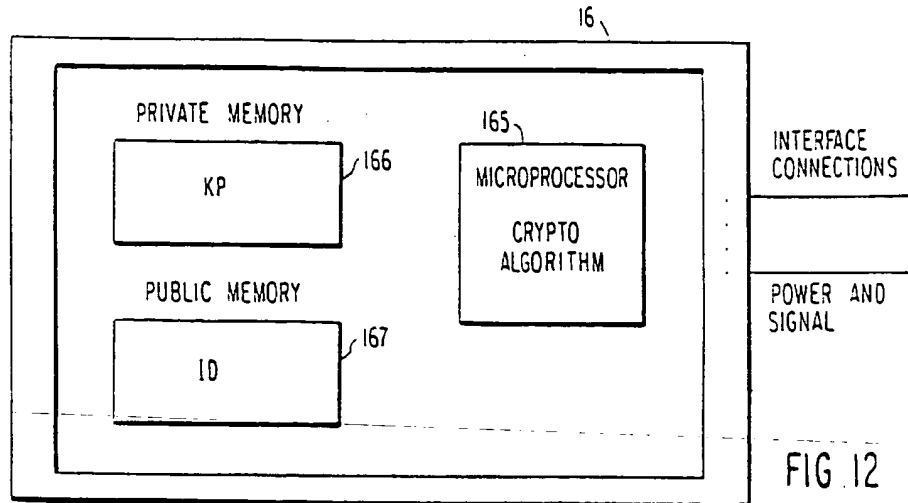 16
PRIVATE MEMORY
166
KP
165
MICROPROCESSOR
CRYPTO
ALGORITHM
INTERFACE
CONNECTIONS
PUBLIC MEMORY
167
ID
POWER AND
SIGNAL
FIG.12